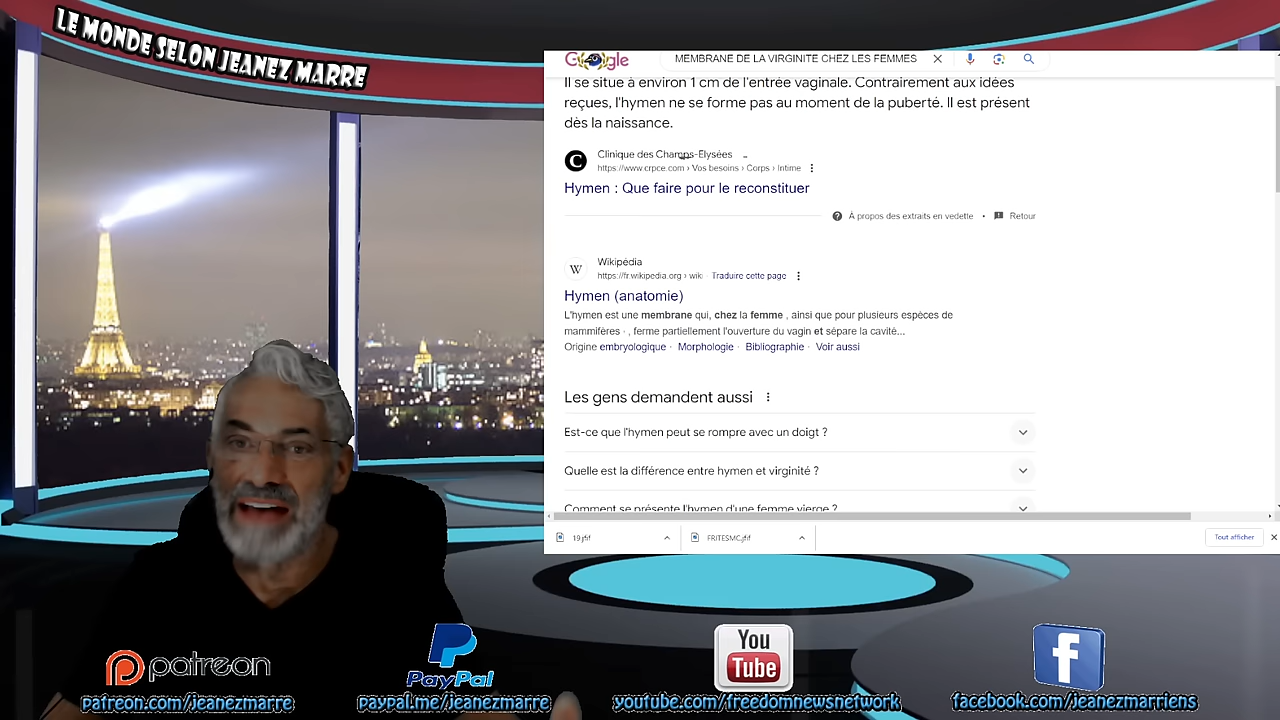 LE MONDE SELON JEANEZ MARRE
Google
MEMBRANE DE LA VIRGINITE CHEZ LES FEMMES
Il se situe à environ 1 cm de l'entrée vaginale. Contrairement aux idées
reçues, l'hymen ne se forme pas au moment de la puberté. Il est présent
dès la naissance.
C
Clinique des Champs-Elysées
https://www.crpce.com › Vos besoins › Corps › Intime
Hymen : Que faire pour le reconstituer
À propos des extraits en vedette • Retour
W
Wikipédia
https://fr.wikipedia.org › wiki Traduire cette page
Hymen (anatomie)
L'hymen est une membrane qui, chez la femme , ainsi que pour plusieurs espèces de
mammifères · , ferme partiellement l'ouverture du vagin et sépare la cavité...
Origine embryologique · Morphologie · Bibliographie · Voir aussi
Les gens demandent aussi
Est-ce que l'hymen peut se rompre avec un doigt ?
Quelle est la différence entre hymen et virginité ?
Comment se présente l'hymen d'une femme vierge ?
19.jfif
FRITESMC.jfif
Tout afficher
patreon
PayPal
You
Tube
f
patreon.com/jeanezmarre
paypal.me/jeanezmarre
youtube.com/freedomnewsnetwork
facebook.com/jeanezmarriens